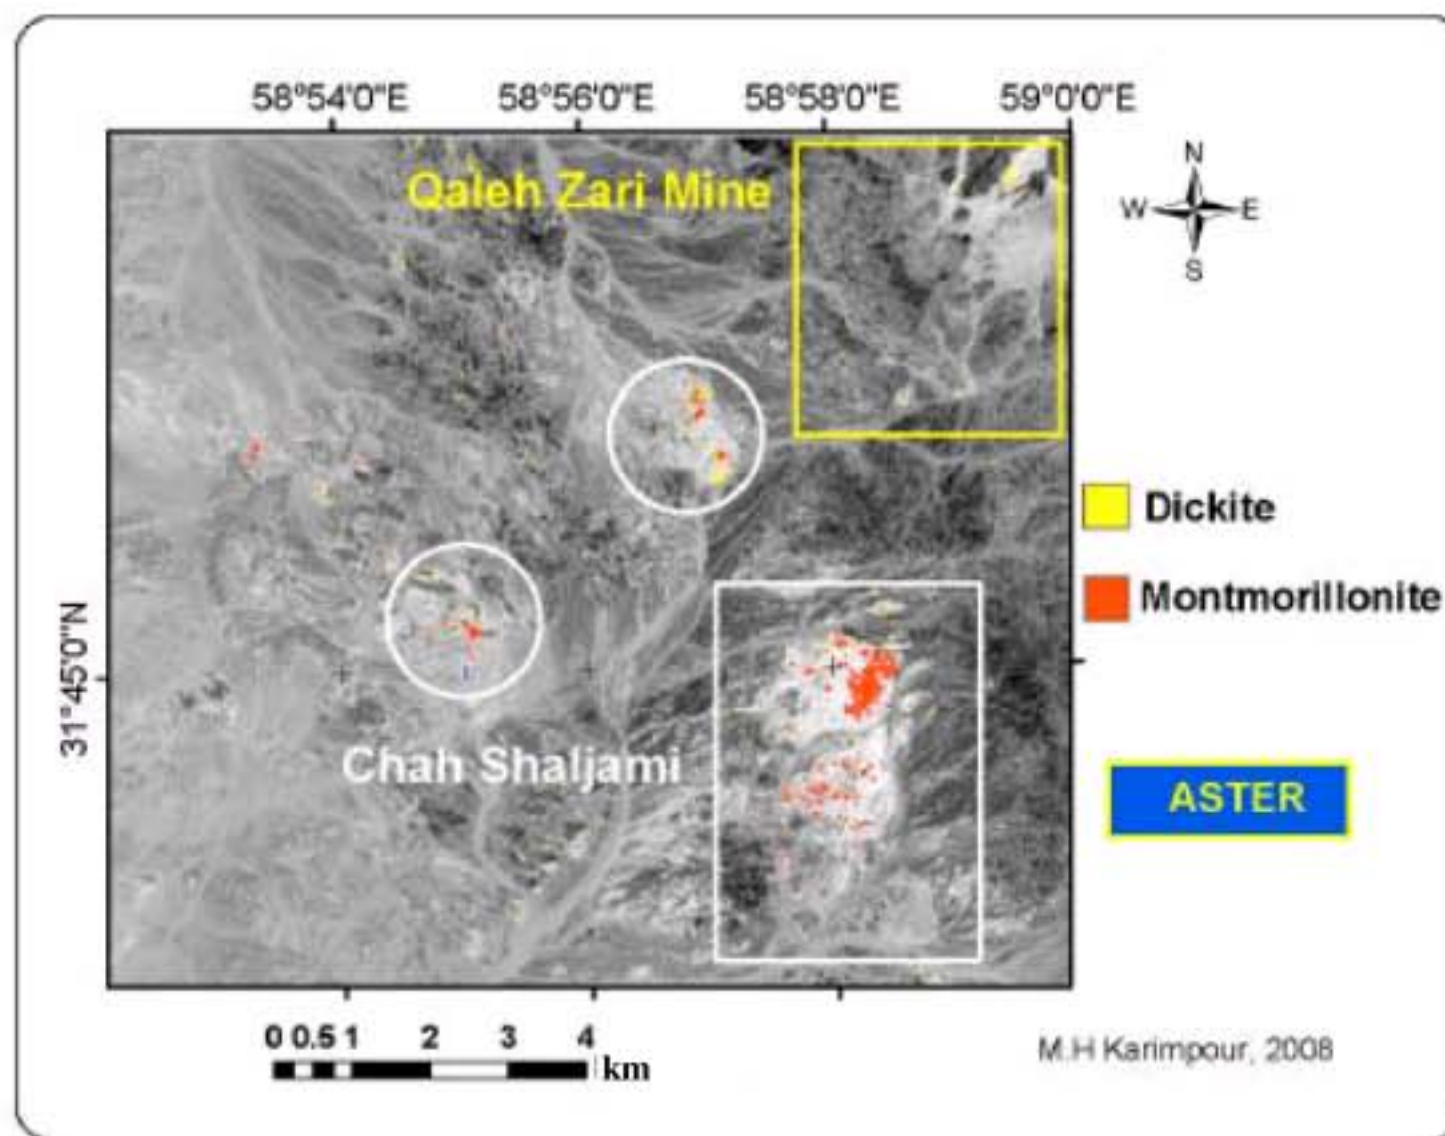 58°54'0"E 58°56'0"E 58°58'0"E 59°0'0"E
N
W E
S
Qaleh Zari Mine
Dickite
Montmorillonite
31°45'0"N
Chah Shaljami
ASTER
0 0.5 1 2 3 4
km
M.H Karimpour, 2008